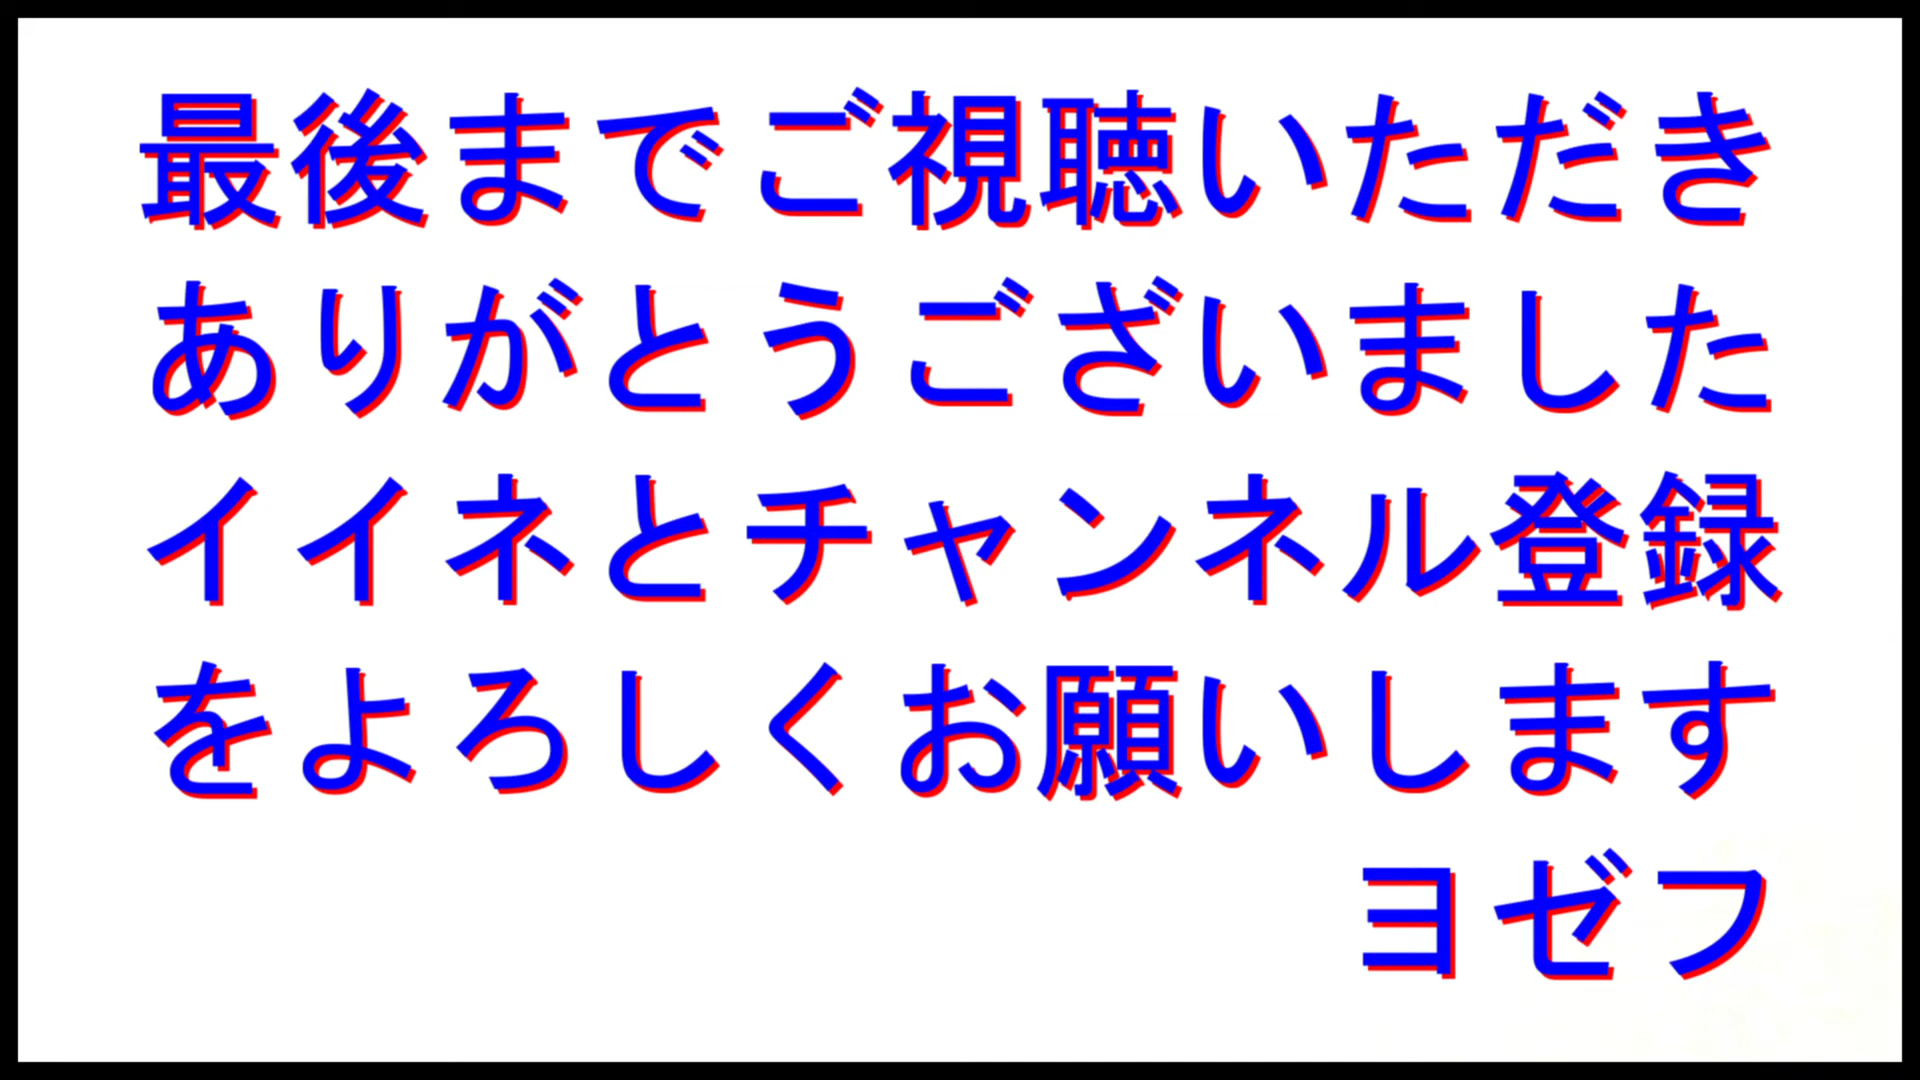 最後までご視聴いただき
ありがとうございました
イイネとチャンネル登録
をよろしくお願いします
ヨゼフ